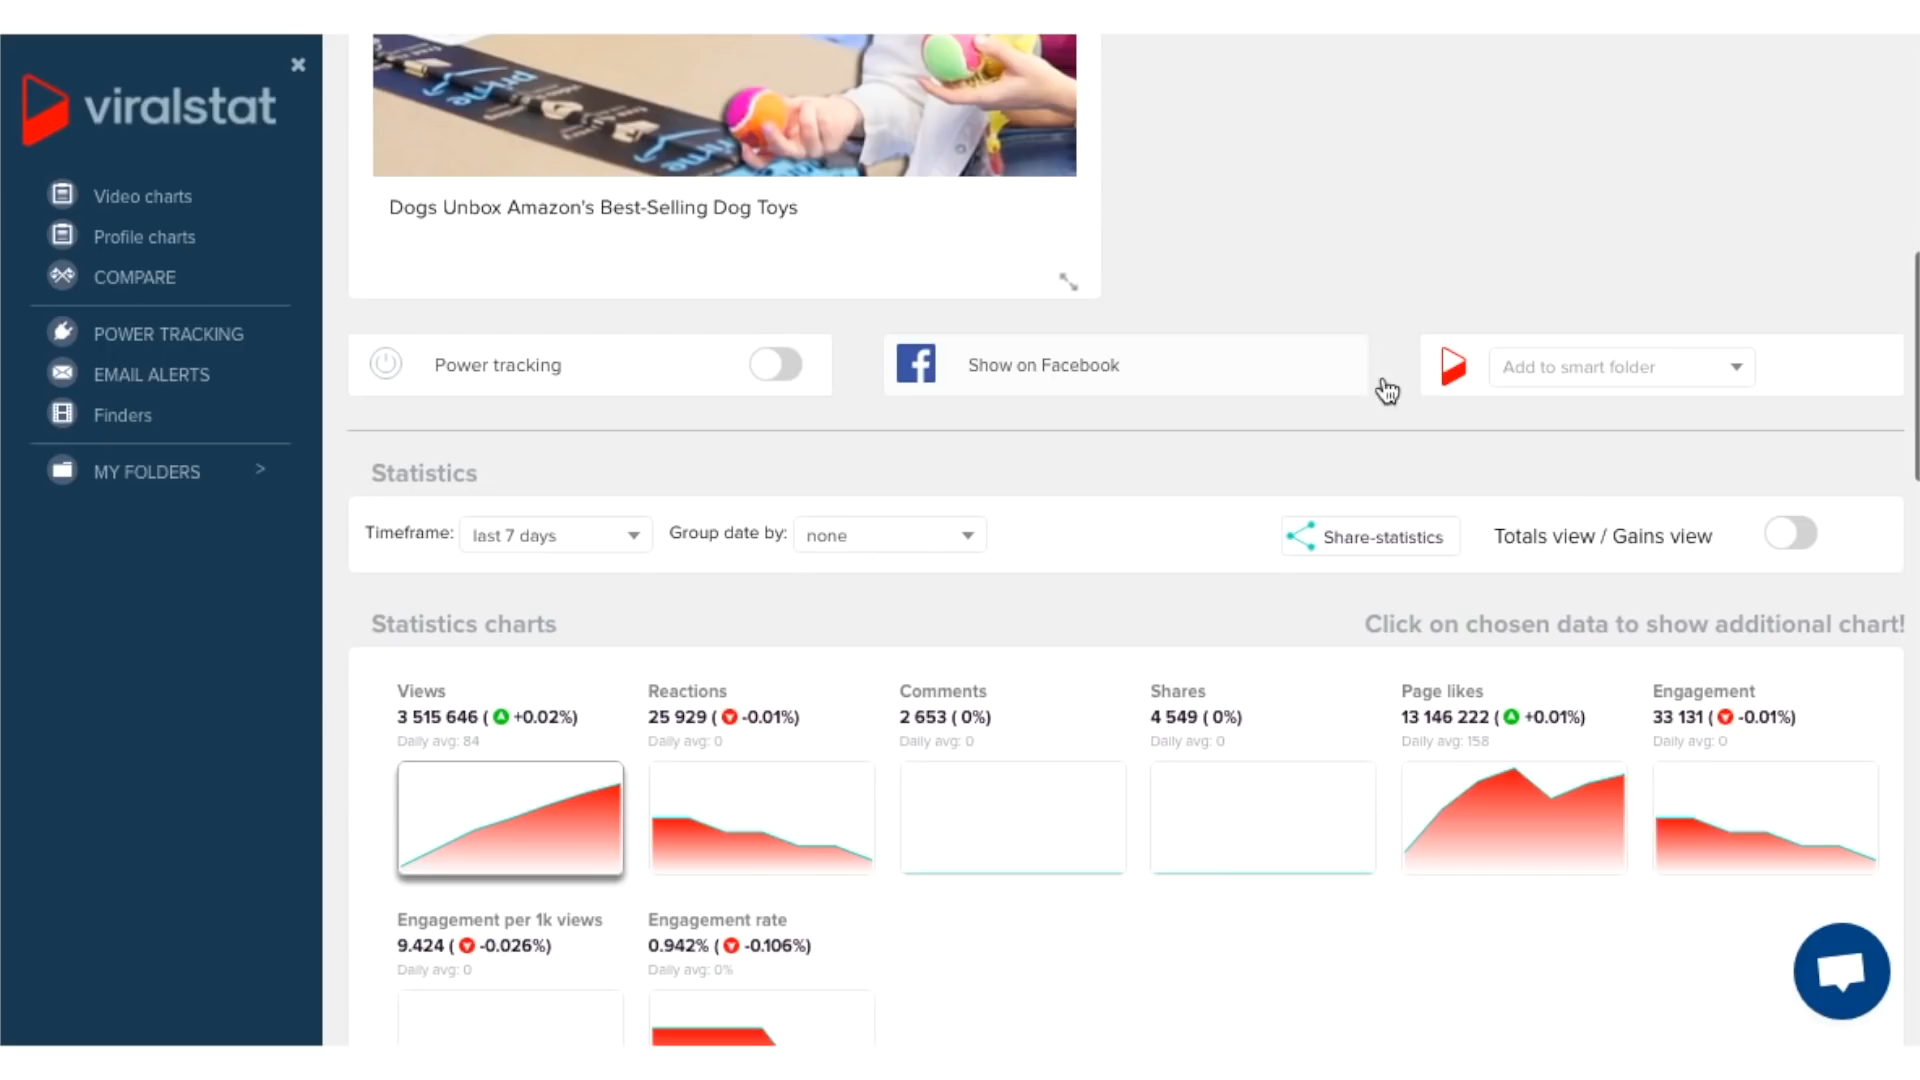 viralstat
Video charts
Profile charts
COMPARE
POWER TRACKING
EMAIL ALERTS
Finders
MY FOLDERS >
prime
Dogs Unbox Amazon's Best-Selling Dog Toys
Power tracking
Show on Facebook
Add to smart folder
Statistics
Timeframe: last 7 days Group date by: none Share-statistics Totals view / Gains view
Statistics charts Click on chosen data to show additional chart!
Views Reactions Comments Shares Page likes Engagement
3 515 646 ( +0.02%) 25 929 ( -0.01%) 2 653 ( 0%) 4 549 ( 0%) 13 146 222 ( +0.01%) 33 131 ( -0.01%)
Daily avg: 84 Daily avg: 0 Daily avg: 0 Daily avg: 0 Daily avg: 158 Daily avg: 0
Engagement per 1k views Engagement rate
9.424 ( -0.026%) 0.942% ( -0.106%)
Daily avg: 0 Daily avg: 0%